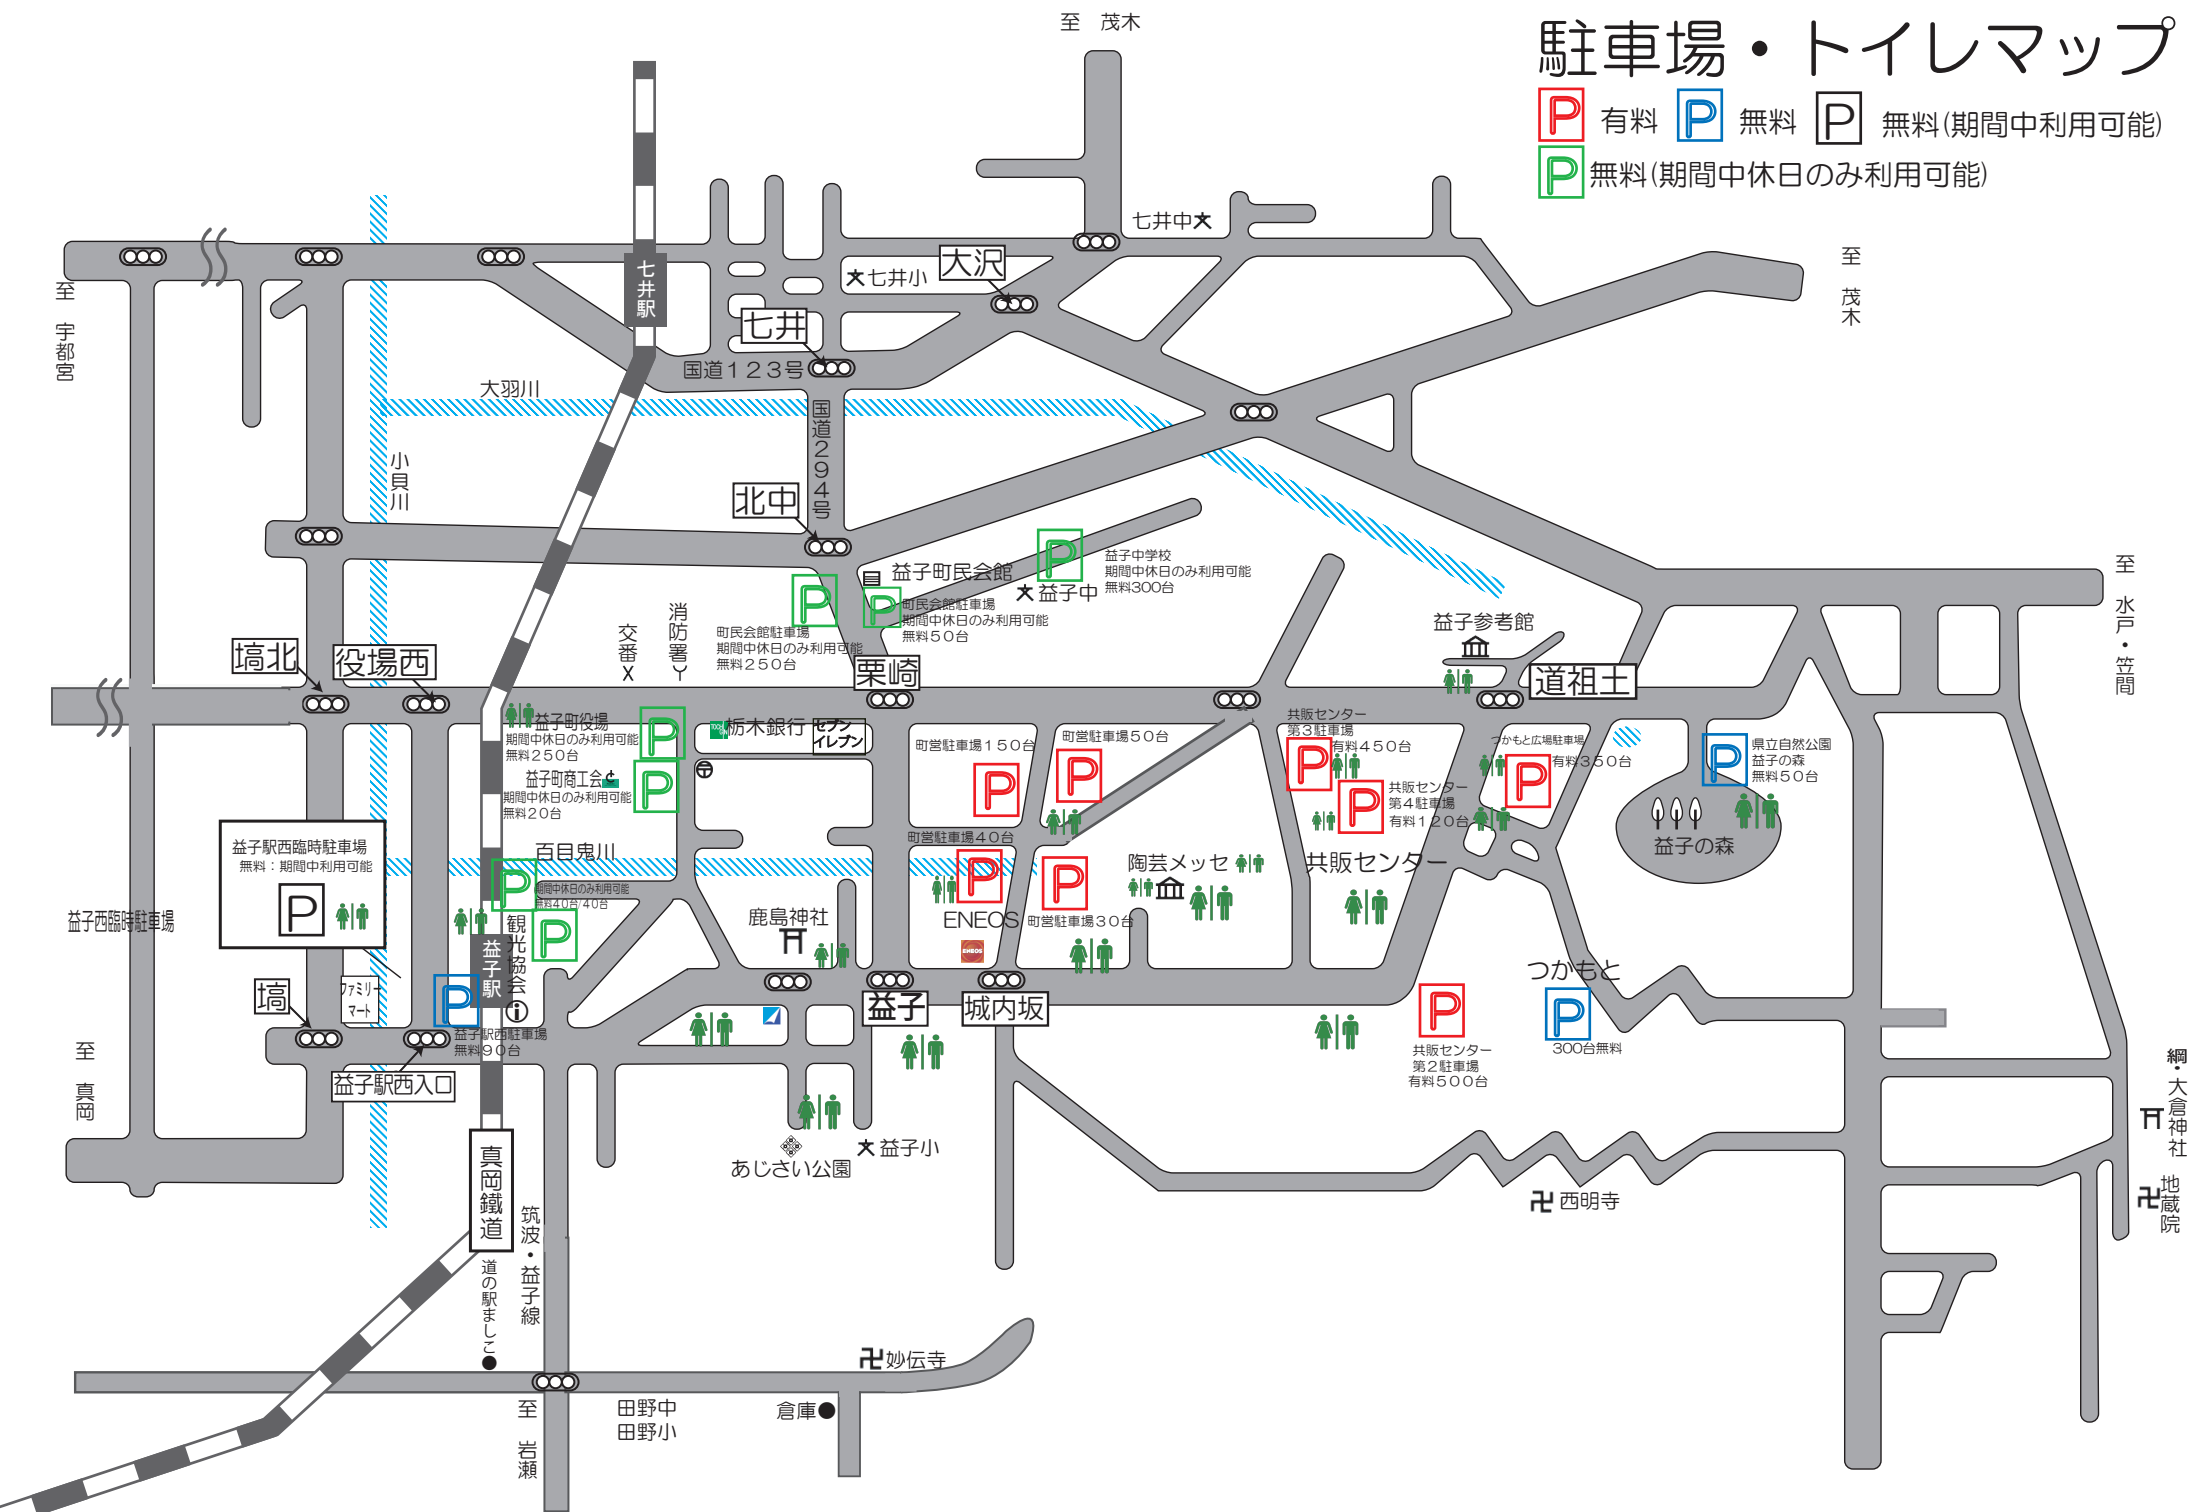 駐車場・トイレマップ
P 有料 P 無料 P 無料(期間中利用可能)
P 無料(期間中休日のみ利用可能)
至 茂木
七井中
至 茂木
至 宇都宮
七井駅
七井小
大沢
七井
国道123号
大羽川
国道294号
小貝川
北中
益子町民会館
P
益子中学校
期間中休日のみ利用可能
無料300台
益子中
P
町民会館駐車場
期間中休日のみ利用可能
無料50台
P
町民会館駐車場
期間中休日のみ利用可能
無料250台
交番
消防署
塙北
役場西
栗崎
益子参考館
道祖土
至 水戸・笠間
益子町役場
期間中休日のみ利用可能
無料250台
P
益子町商工会
期間中休日のみ利用可能
無料20台
P
栃木銀行
セブン
イレブン
町営駐車場150台
P
町営駐車場50台
P
共販センター
第3駐車場
有料450台
P
共販センター
第4駐車場
有料120台
P
つかもと広場駐車場
有料350台
P
P
県立自然公園
益子の森
無料50台
益子の森
益子駅西臨時駐車場
無料：期間中利用可能
P
益子西臨時駐車場
百目鬼川
P
期間中休日のみ利用可能
無料40台/40台
P
町営駐車場40台
P
P
町営駐車場30台
ENEOS
ENEOS
陶芸メッセ
共販センター
鹿島神社
益子駅
観光協会
塙
ファミリー
マート
P
益子駅西駐車場
無料90台
益子駅西入口
益子
城内坂
P
共販センター
第2駐車場
有料500台
つかもと
P
300台無料
至 真岡
真岡鐵道
あじさい公園
益子小
綱・大倉神社
地蔵院
西明寺
筑波・益子線
道の駅ましこ
妙伝寺
田野中
田野小
倉庫
至 岩瀬